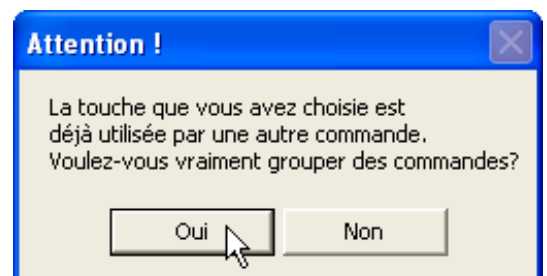 Attention !
La touche que vous avez choisie est
déjà utilisée par une autre commande.
Voulez-vous vraiment grouper des commandes?
Oui
Non